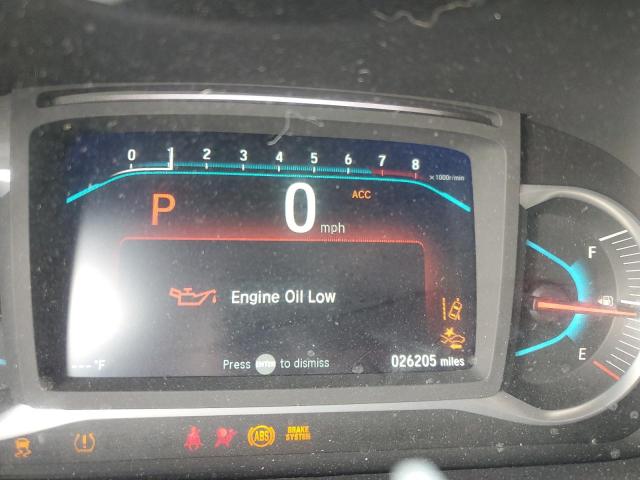 0 1 2 3 4 5 6 7 8
×1000r/min
P 0 mph ACC
Engine Oil Low
F
E
---°F
Press ENTER to dismiss
026205 miles
ABS
BRAKE
SYSTEM